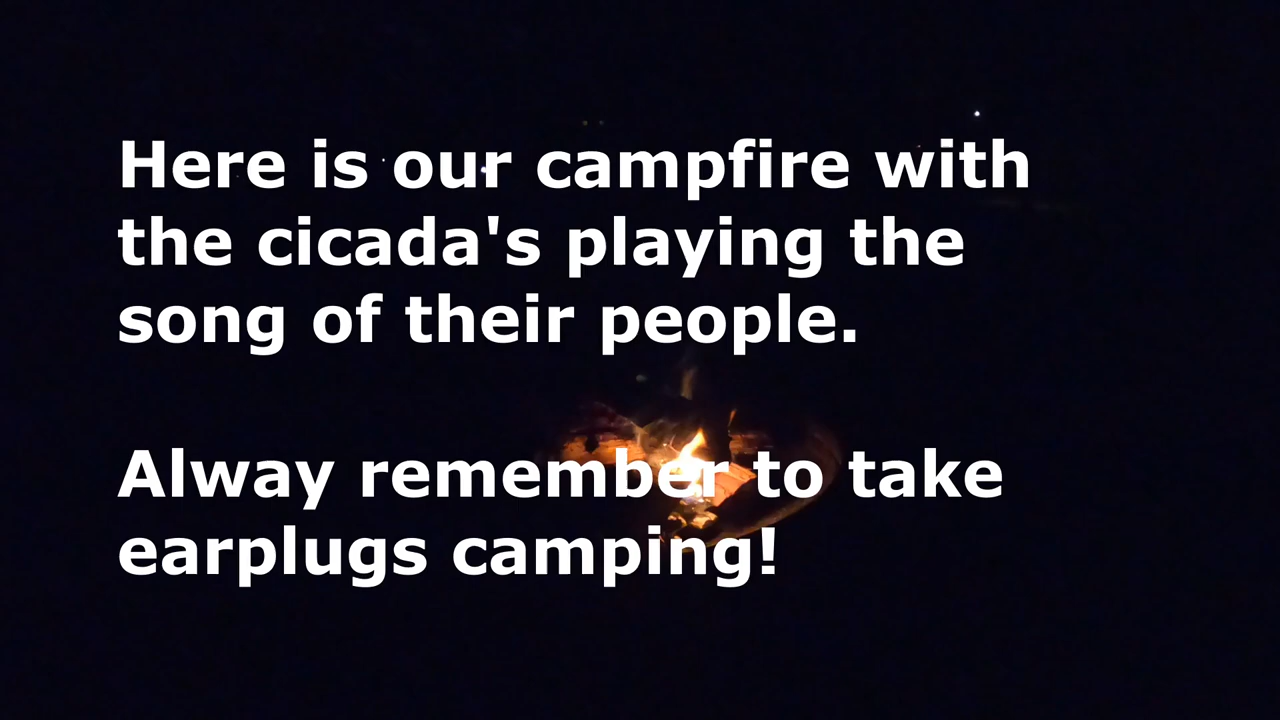 Here is our campfire with
the cicada's playing the
song of their people.
Alway remember to take
earplugs camping!